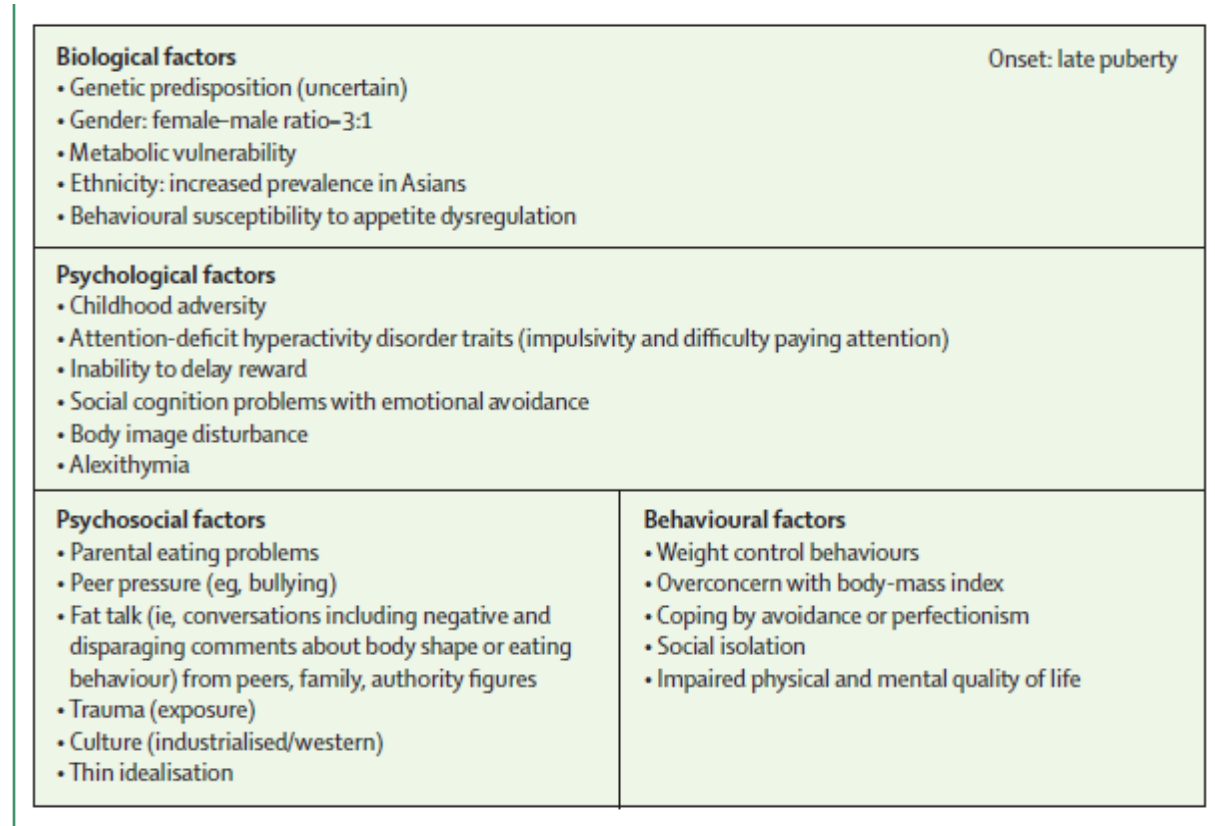 Biological factors
Onset: late puberty
• Genetic predisposition (uncertain)
• Gender: female–male ratio–3:1
• Metabolic vulnerability
• Ethnicity: increased prevalence in Asians
• Behavioural susceptibility to appetite dysregulation
Psychological factors
• Childhood adversity
• Attention-deficit hyperactivity disorder traits (impulsivity and difficulty paying attention)
• Inability to delay reward
• Social cognition problems with emotional avoidance
• Body image disturbance
• Alexithymia
Psychosocial factors
• Parental eating problems
• Peer pressure (eg, bullying)
• Fat talk (ie, conversations including negative and
disparaging comments about body shape or eating
behaviour) from peers, family, authority figures
• Trauma (exposure)
• Culture (industrialised/western)
• Thin idealisation
Behavioural factors
• Weight control behaviours
• Overconcern with body-mass index
• Coping by avoidance or perfectionism
• Social isolation
• Impaired physical and mental quality of life